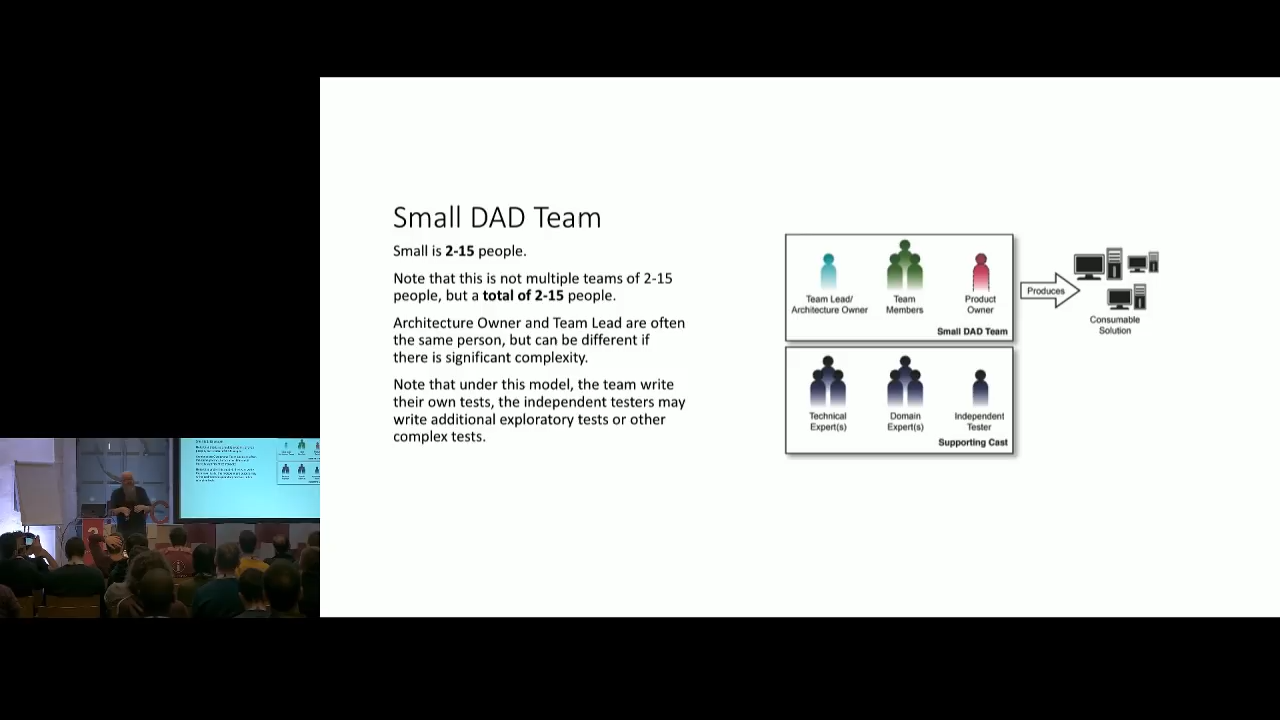 Small DAD Team
Small is 2-15 people.
Note that this is not multiple teams of 2-15
people, but a total of 2-15 people.
Architecture Owner and Team Lead are often
the same person, but can be different if
there is significant complexity.
Note that under this model, the team write
their own tests, the independent testers may
write additional exploratory tests or other
complex tests.
Team Lead/
Architecture Owner
Team
Members
Product
Owner
Small DAD Team
Produces
Consumable
Solution
Technical
Expert(s)
Domain
Expert(s)
Independent
Tester
Supporting Cast